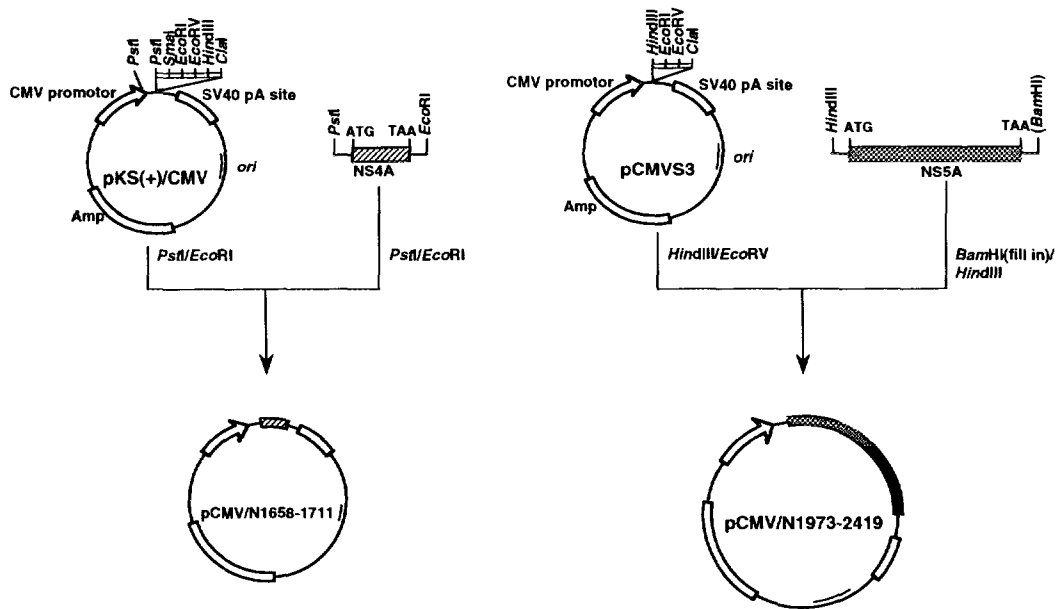 PstI
PstI
SmaI
EcoRI
EcoRV
HindIII
ClaI
CMV promotor
SV40 pA site
pKS(+)/CMV
ori
Amp
PstI
ATG
TAA
EcoRI
NS4A
PstI/EcoRI
PstI/EcoRI
pCMV/N1658-1711
HindIII
EcoRI
EcoRV
ClaI
CMV promotor
SV40 pA site
pCMVS3
ori
Amp
HindIII
ATG
TAA
(BamHI)
NS5A
HindIII/EcoRV
BamHI(fill in)/
HindIII
pCMV/N1973-2419